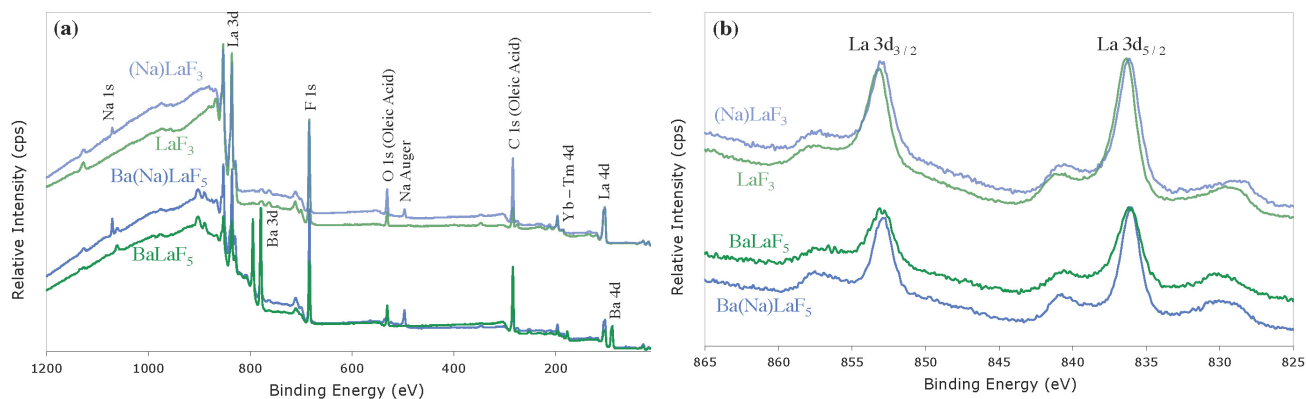 (a)
La 3d
(Na)LaF₃
Na 1s
LaF₃
Ba(Na)LaF₅
BaLaF₅
Ba 3d
F 1s
O 1s (Oleic Acid)
Na Auger
C 1s (Oleic Acid)
Yb – Tm 4d
La 4d
Ba 4d
Relative Intensity (cps)
1200 1000 800 600 400 200
Binding Energy (eV)
(b)
La 3d₃/₂
La 3d₅/₂
(Na)LaF₃
LaF₃
BaLaF₅
Ba(Na)LaF₅
Relative Intensity (cps)
865 860 855 850 845 840 835 830 825
Binding Energy (eV)